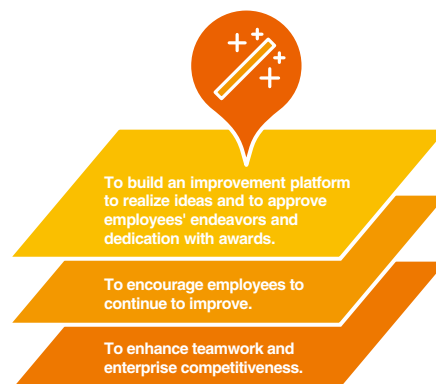 To build an improvement platform
to realize ideas and to approve
employees' endeavors and
dedication with awards.
To encourage employees to
continue to improve.
To enhance teamwork and
enterprise competitiveness.